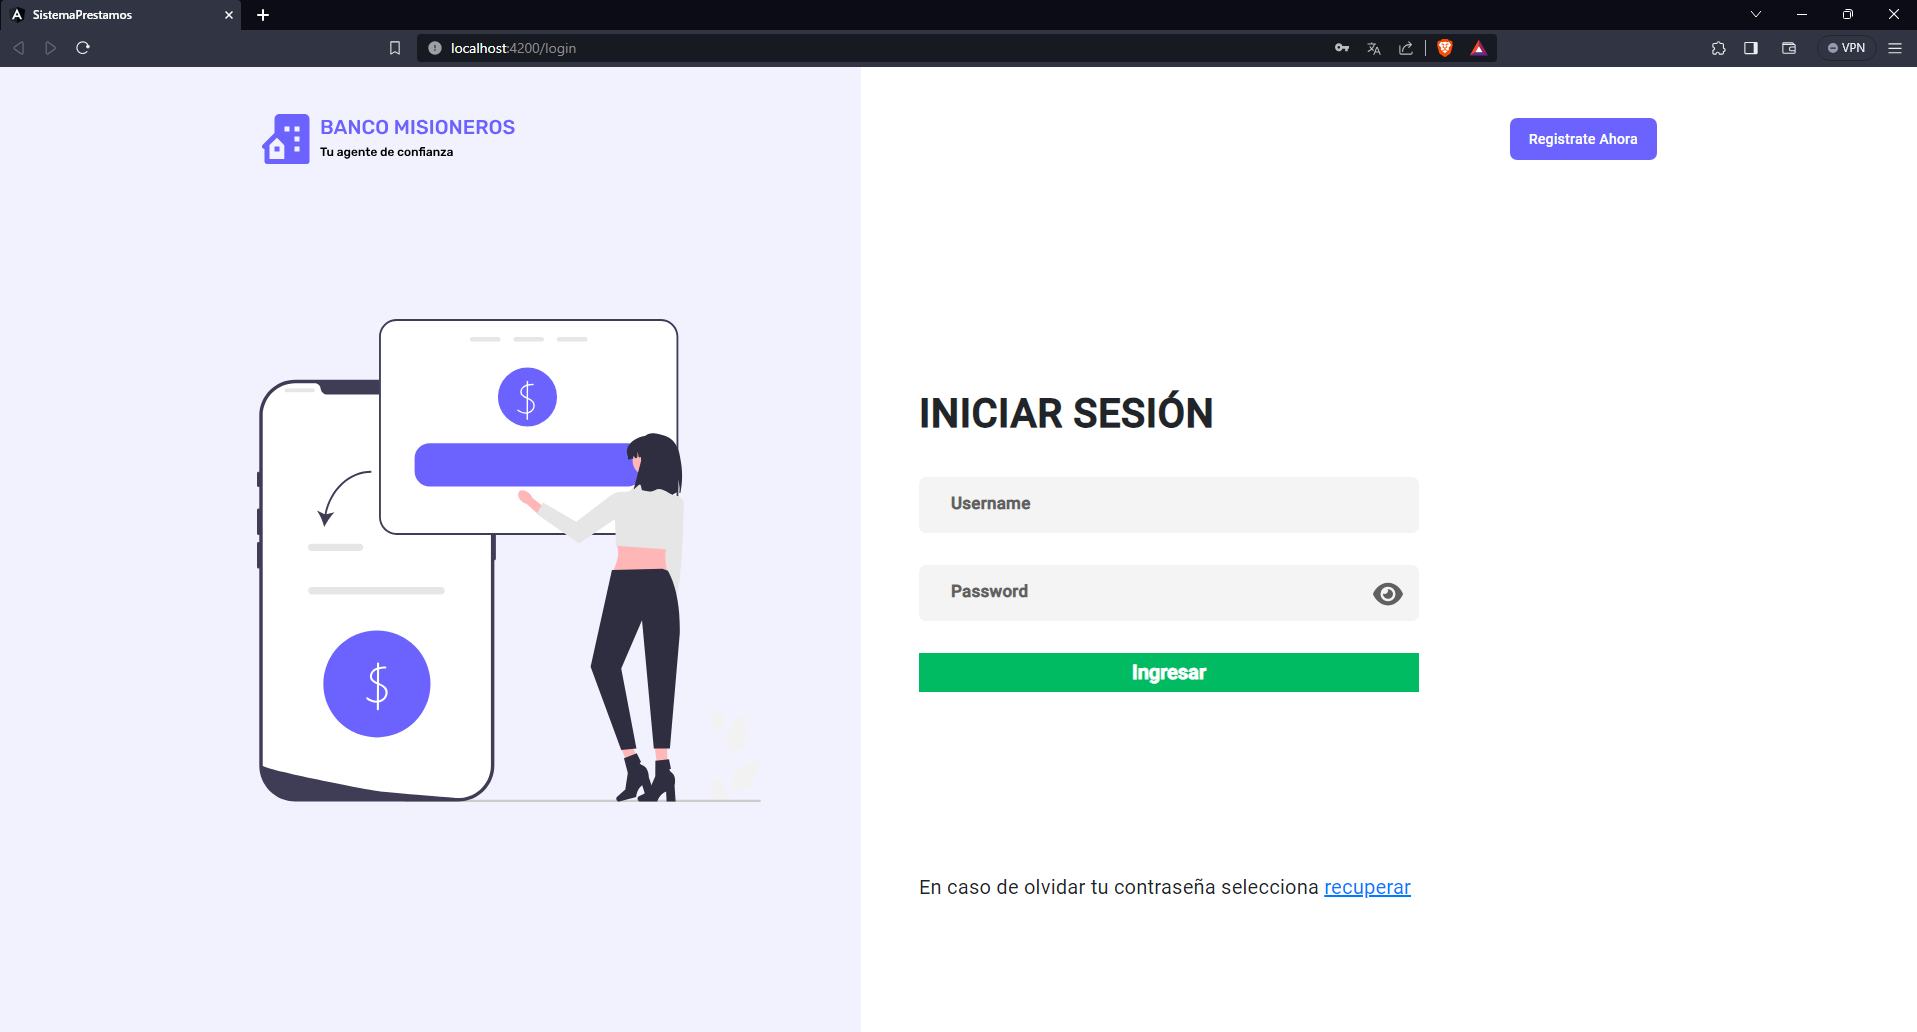 SistemaPrestamos
localhost:4200/login
VPN
BANCO MISIONEROS
Tu agente de confianza
Registrate Ahora
$
$
INICIAR SESIÓN
Username
Password
Ingresar
En caso de olvidar tu contraseña selecciona recuperar